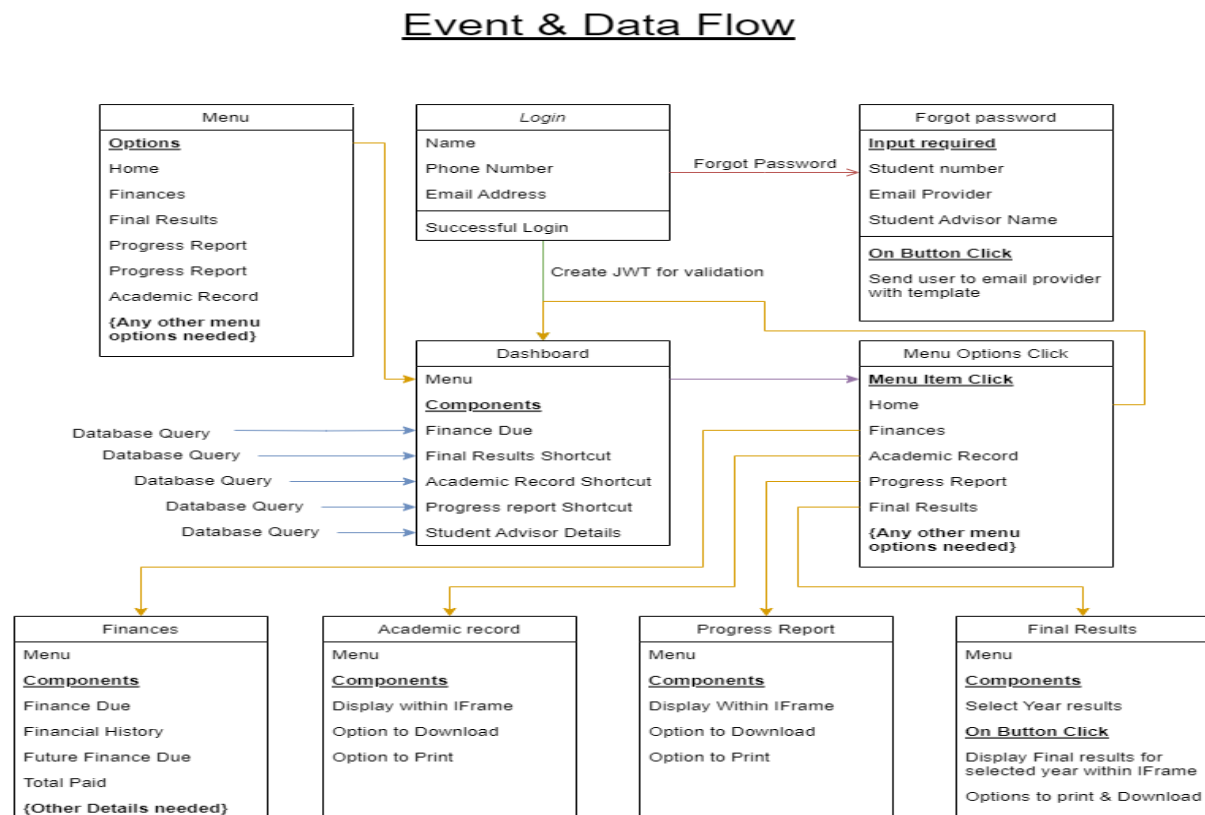 Event & Data Flow
Menu
Options
Home
Finances
Final Results
Progress Report
Progress Report
Academic Record
{Any other menu
options needed}
Login
Name
Phone Number
Email Address
Successful Login
Forgot Password
Forgot password
Input required
Student number
Email Provider
Student Advisor Name
On Button Click
Send user to email provider
with template
Create JWT for validation
Dashboard
Menu
Components
Finance Due
Final Results Shortcut
Academic Record Shortcut
Progress report Shortcut
Student Advisor Details
Database Query
Database Query
Database Query
Database Query
Database Query
Menu Options Click
Menu Item Click
Home
Finances
Academic Record
Progress Report
Final Results
{Any other menu
options needed}
Finances
Menu
Components
Finance Due
Financial History
Future Finance Due
Total Paid
{Other Details needed}
Academic record
Menu
Components
Display within IFrame
Option to Download
Option to Print
Progress Report
Menu
Components
Display Within IFrame
Option to Download
Option to Print
Final Results
Menu
Components
Select Year results
On Button Click
Display Final results for
selected year within IFrame
Options to print & Download